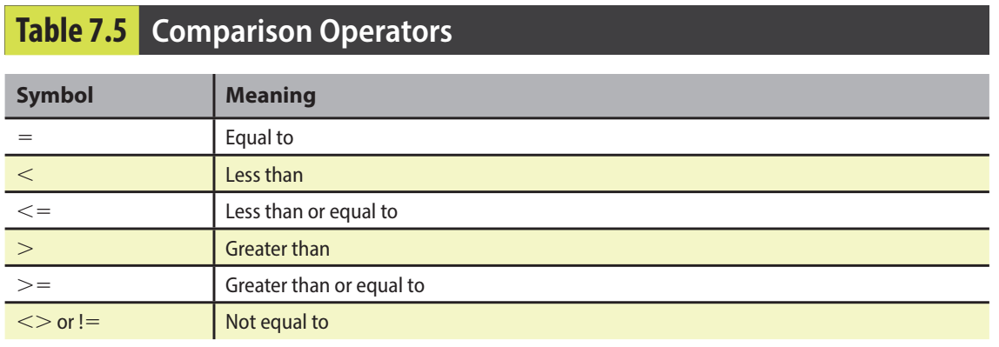 Table 7.5 Comparison Operators
Symbol Meaning
= Equal to
< Less than
<= Less than or equal to
> Greater than
>= Greater than or equal to
<> or != Not equal to